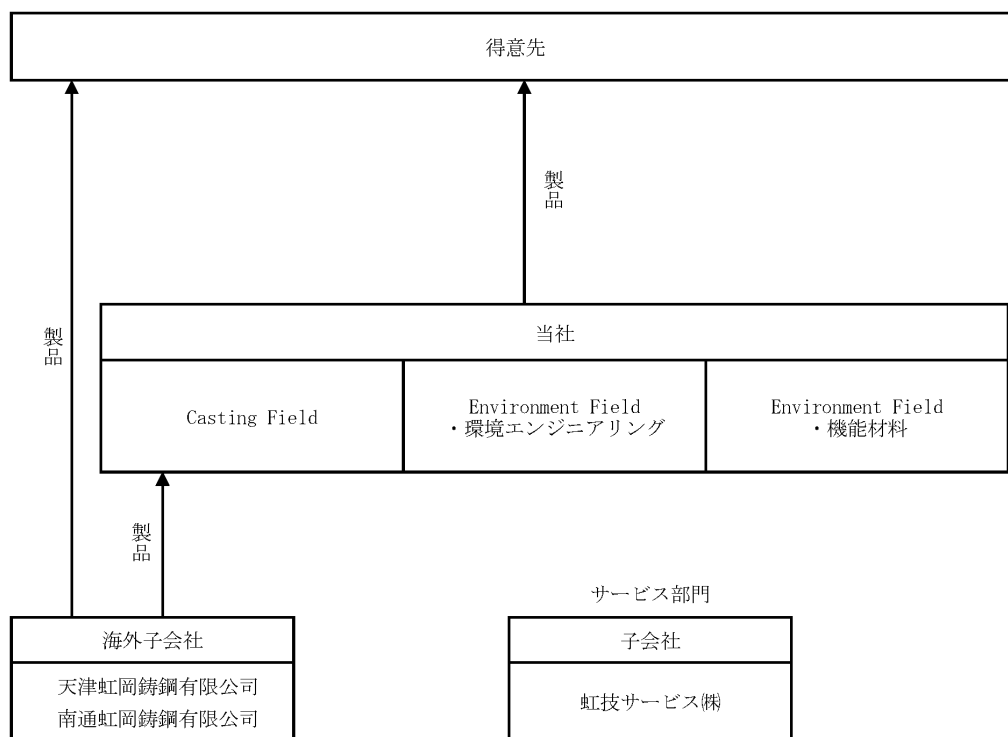 得意先
製品
製品
当社
Casting Field
Environment Field
・環境エンジニアリング
Environment Field
・機能材料
製品
海外子会社
天津虹岡鋳鋼有限公司
南通虹岡鋳鋼有限公司
サービス部門
子会社
虹技サービス㈱